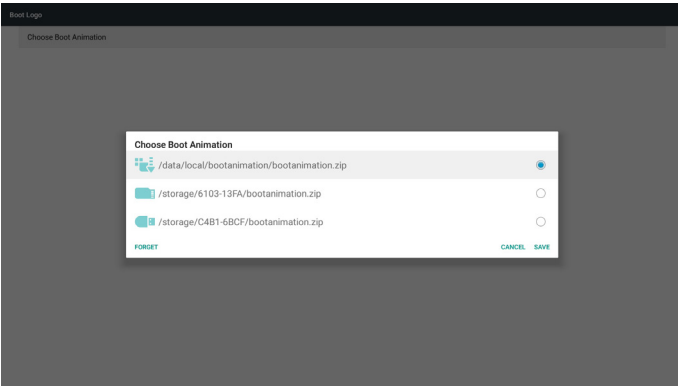 Boot Logo
Choose Boot Animation
Choose Boot Animation
/data/local/bootanimation/bootanimation.zip
/storage/6103-13FA/bootanimation.zip
/storage/C4B1-6BCF/bootanimation.zip
FORGET CANCEL SAVE